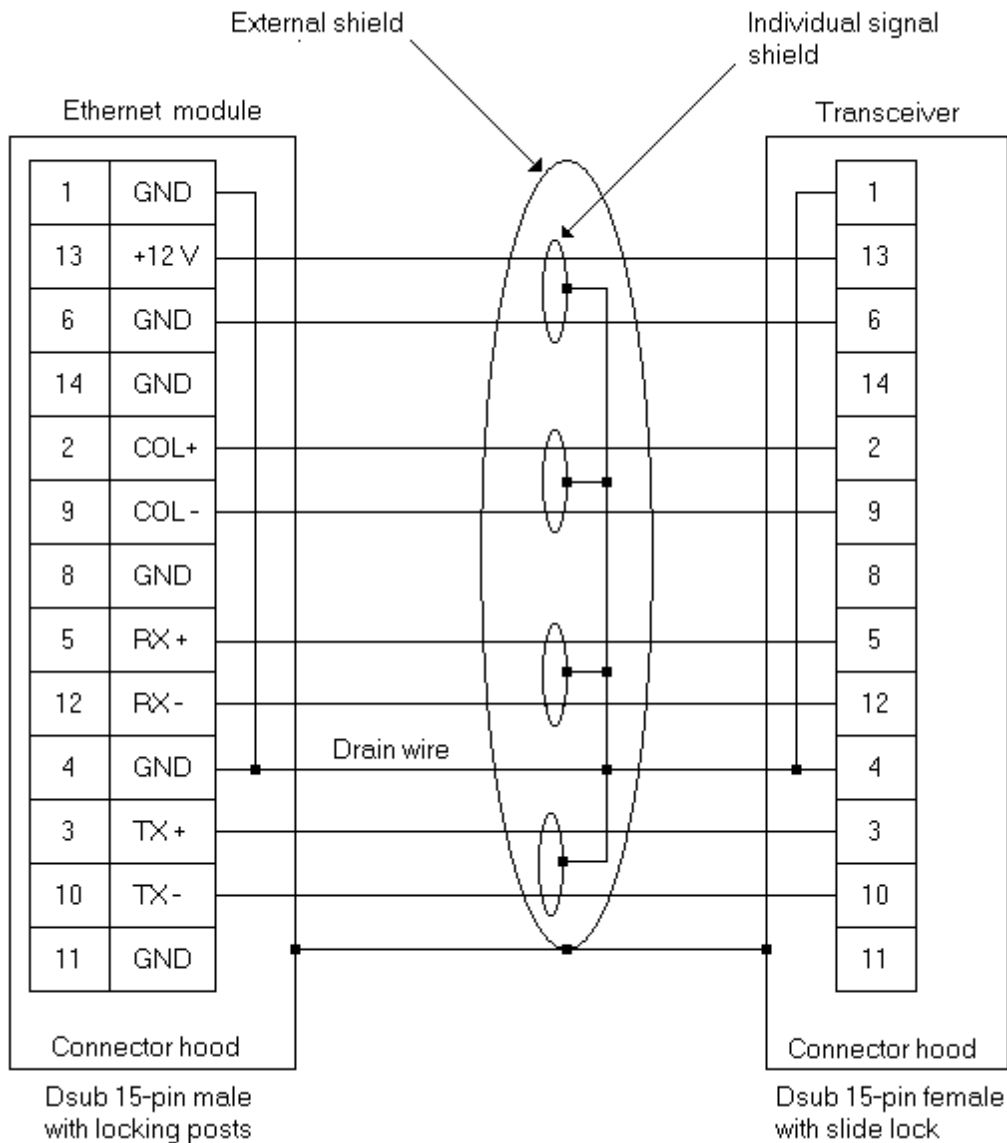 External shield
Individual signal
shield
Ethernet module
Transceiver
1 GND 1
13 +12 V 13
6 GND 6
14 GND 14
2 COL+ 2
9 COL- 9
8 GND 8
5 RX+ 5
12 RX- 12
4 GND Drain wire 4
3 TX+ 3
10 TX- 10
11 GND 11
Connector hood
Connector hood
Dsub 15-pin male
with locking posts
Dsub 15-pin female
with slide lock